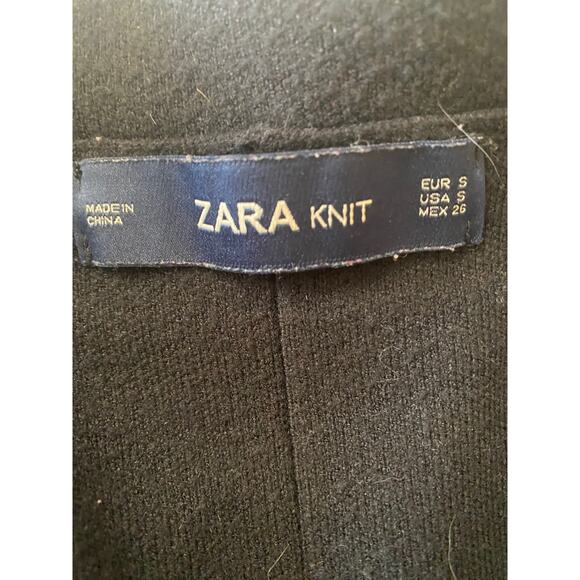 MADE IN
CHINA
ZARA KNIT
EUR S
USA S
MEX 26